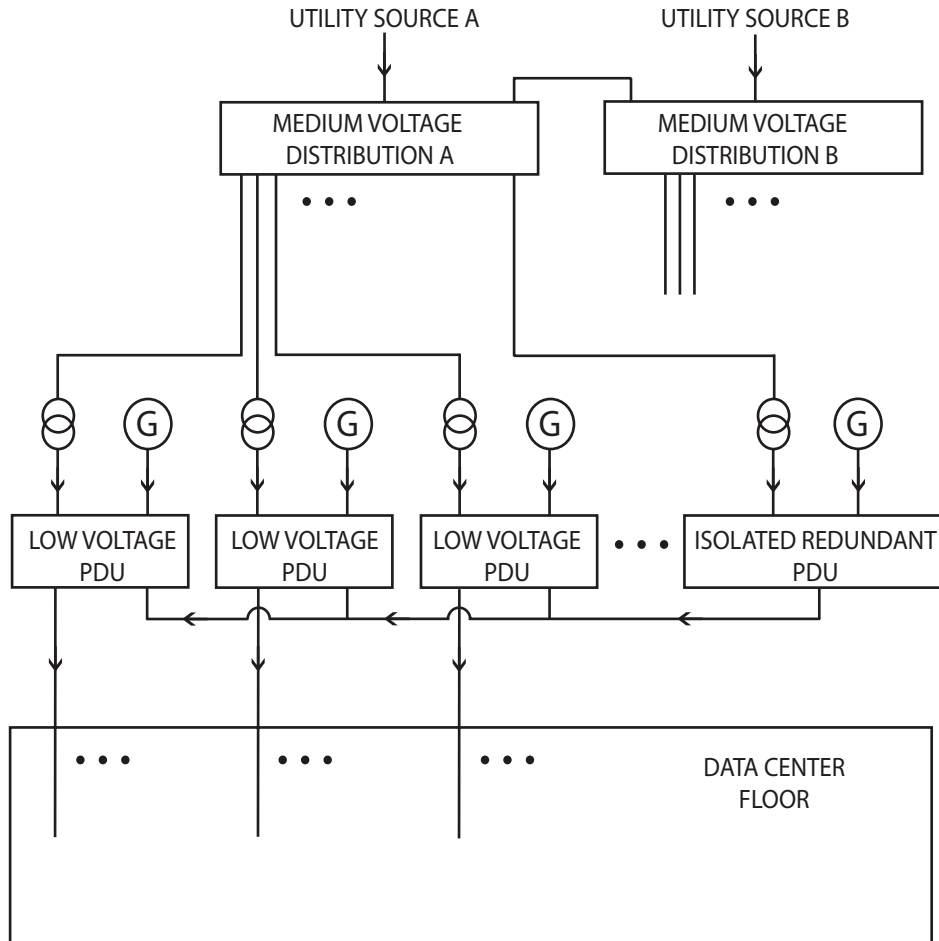 UTILITY SOURCE A
UTILITY SOURCE B
MEDIUM VOLTAGE
DISTRIBUTION A
MEDIUM VOLTAGE
DISTRIBUTION B
G
G
G
G
LOW VOLTAGE
PDU
LOW VOLTAGE
PDU
LOW VOLTAGE
PDU
ISOLATED REDUNDANT
PDU
DATA CENTER
FLOOR